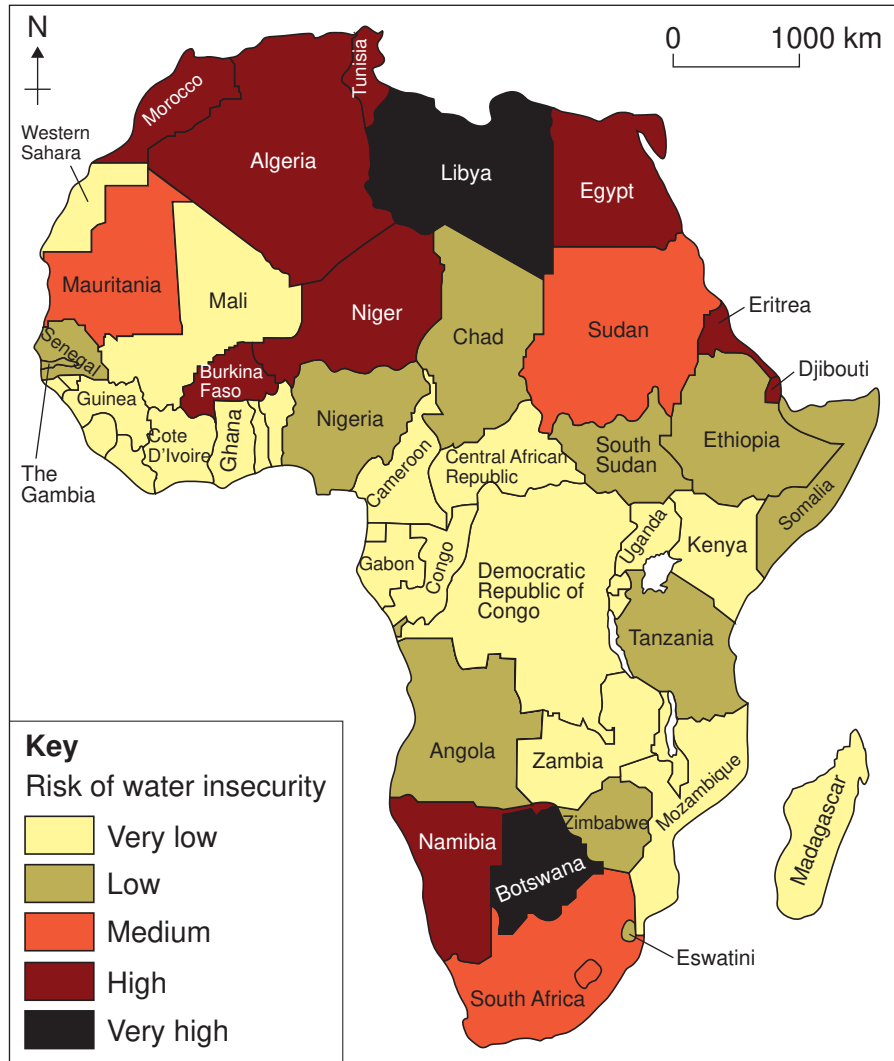 N
0 1000 km
Tunisia
Morocco
Western
Sahara
Algeria
Libya
Egypt
Mauritania
Mali
Niger
Chad
Sudan
Eritrea
Senegal
Burkina
Faso
Djibouti
Guinea
Cote
D'Ivoire
Ghana
Nigeria
Cameroon
Central African
Republic
South
Sudan
Ethiopia
Somalia
The
Gambia
Gabon
Congo
Democratic
Republic of
Congo
Uganda
Kenya
Tanzania
Angola
Zambia
Mozambique
Madagascar
Zimbabwe
Namibia
Botswana
Eswatini
South Africa
Key
Risk of water insecurity
Very low
Low
Medium
High
Very high